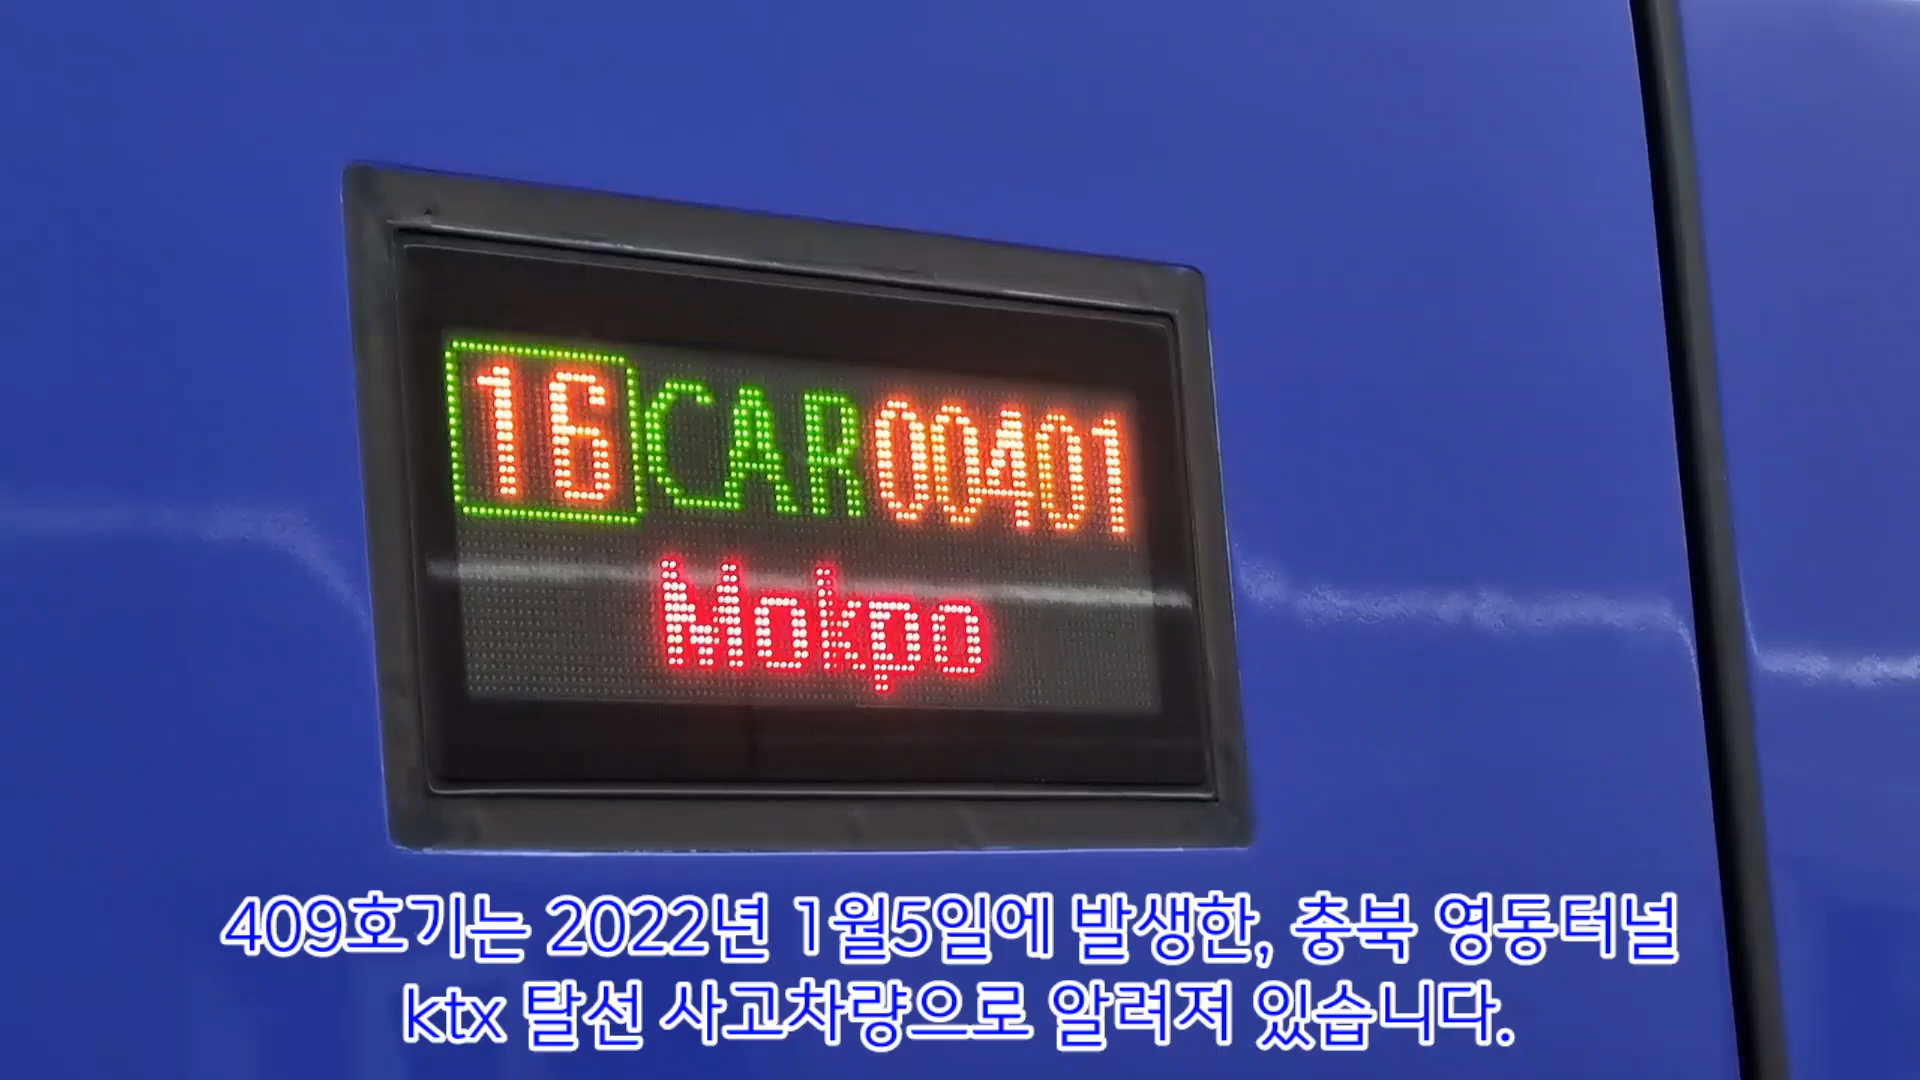 16 CAR 00401
Mokpo
409호기는 2022년 1월5일에 발생한, 충북 영동터널
ktx 탈선 사고차량으로 알려져 있습니다.